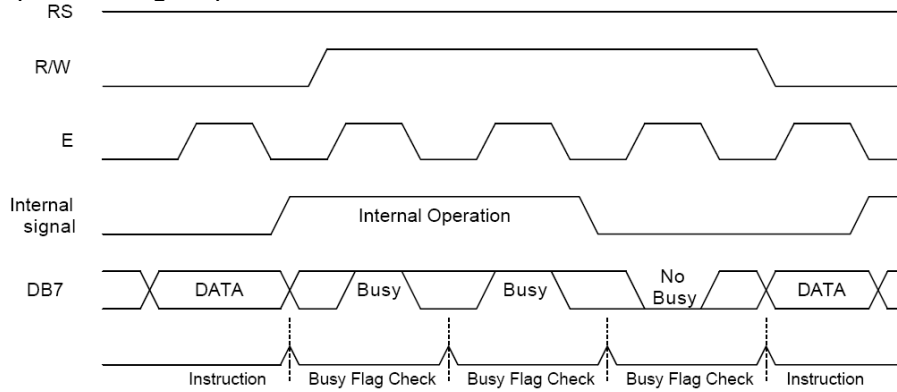 RS
R/W
E
Internal
signal
Internal Operation
DB7
DATA
Busy
Busy
No
Busy
DATA
Instruction
Busy Flag Check
Busy Flag Check
Busy Flag Check
Instruction